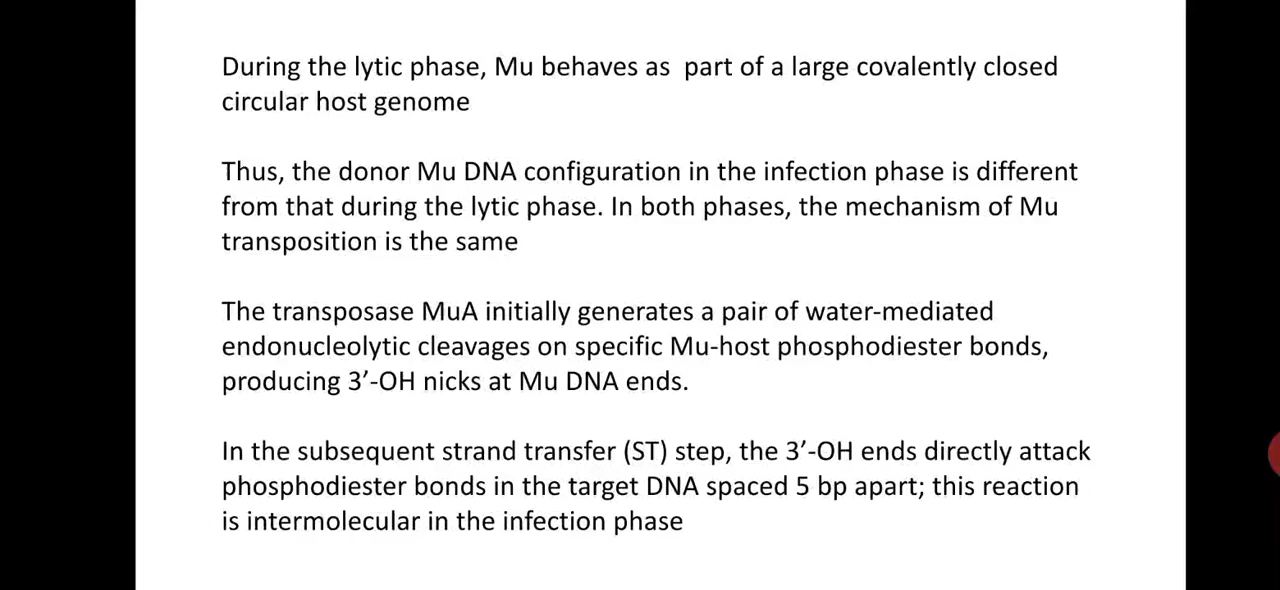 During the lytic phase, Mu behaves as  part of a large covalently closed
circular host genome
Thus, the donor Mu DNA configuration in the infection phase is different
from that during the lytic phase. In both phases, the mechanism of Mu
transposition is the same
The transposase MuA initially generates a pair of water-mediated
endonucleolytic cleavages on specific Mu-host phosphodiester bonds,
producing 3’-OH nicks at Mu DNA ends.
In the subsequent strand transfer (ST) step, the 3’-OH ends directly attack
phosphodiester bonds in the target DNA spaced 5 bp apart; this reaction
is intermolecular in the infection phase